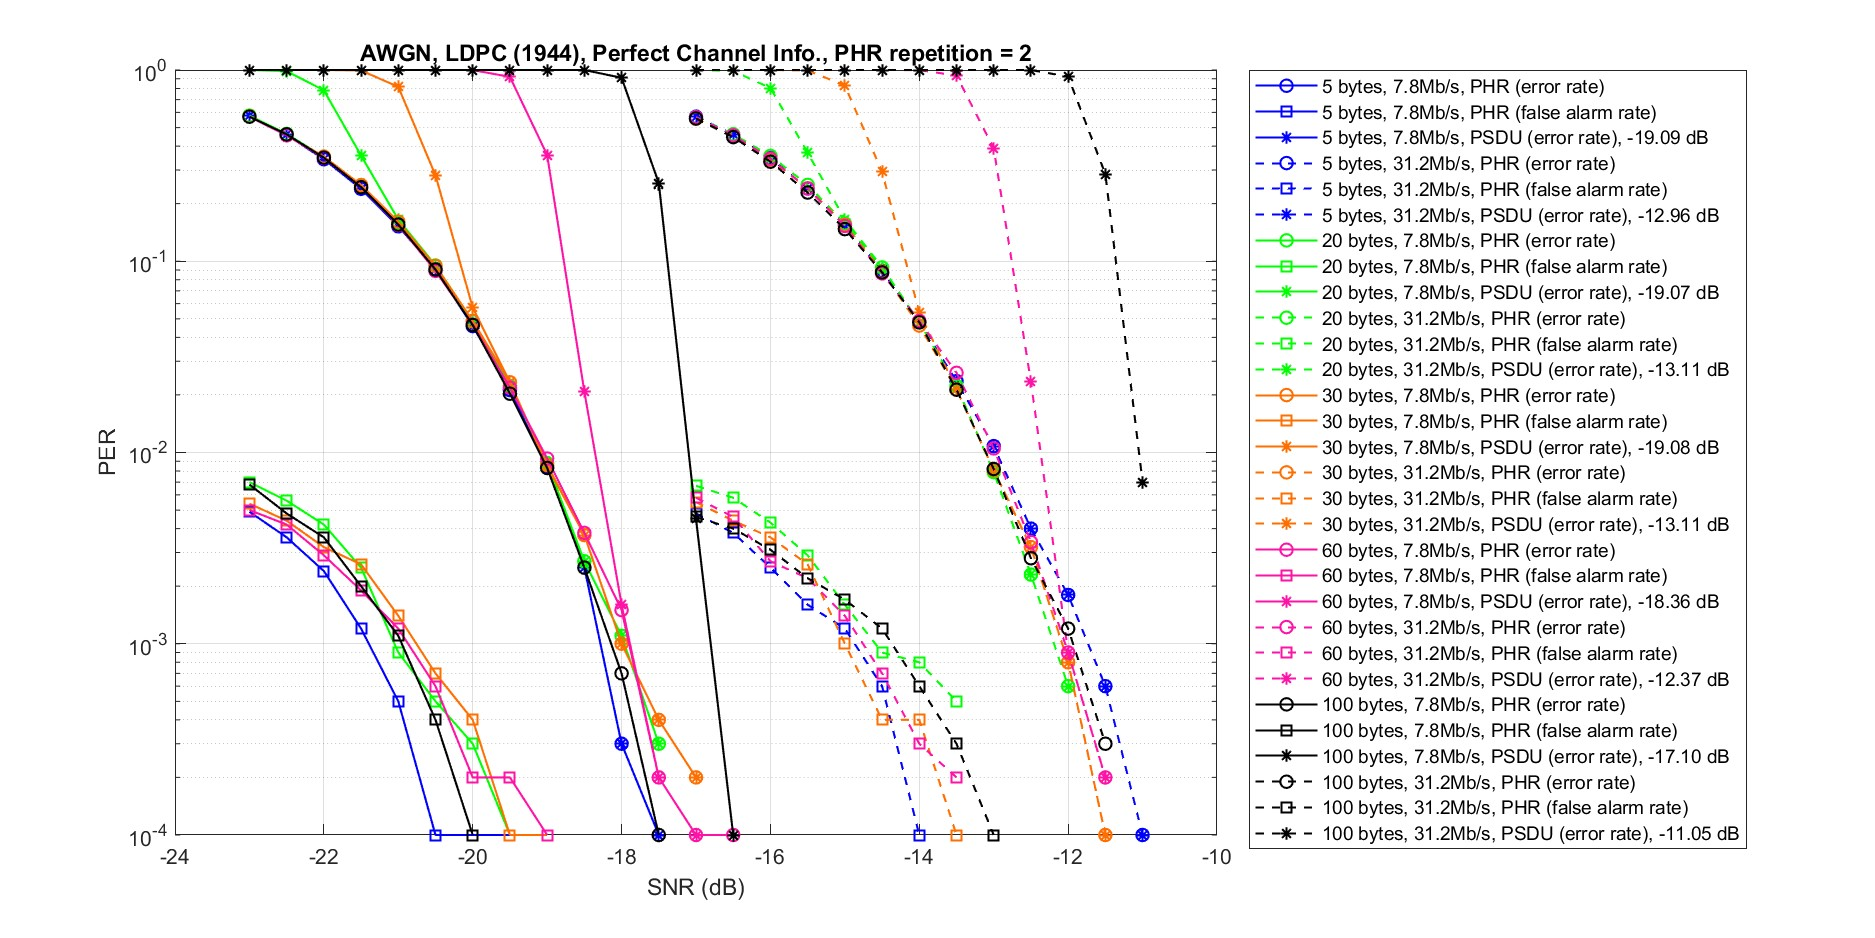 AWGN, LDPC (1944), Perfect Channel Info., PHR repetition = 2
10^0
10^-1
10^-2
10^-3
10^-4
PER
-24
-22
-20
-18
-16
-14
-12
-10
SNR (dB)
5 bytes, 7.8Mb/s, PHR (error rate)
5 bytes, 7.8Mb/s, PHR (false alarm rate)
5 bytes, 7.8Mb/s, PSDU (error rate), -19.09 dB
5 bytes, 31.2Mb/s, PHR (error rate)
5 bytes, 31.2Mb/s, PHR (false alarm rate)
5 bytes, 31.2Mb/s, PSDU (error rate), -12.96 dB
20 bytes, 7.8Mb/s, PHR (error rate)
20 bytes, 7.8Mb/s, PHR (false alarm rate)
20 bytes, 7.8Mb/s, PSDU (error rate), -19.07 dB
20 bytes, 31.2Mb/s, PHR (error rate)
20 bytes, 31.2Mb/s, PHR (false alarm rate)
20 bytes, 31.2Mb/s, PSDU (error rate), -13.11 dB
30 bytes, 7.8Mb/s, PHR (error rate)
30 bytes, 7.8Mb/s, PHR (false alarm rate)
30 bytes, 7.8Mb/s, PSDU (error rate), -19.08 dB
30 bytes, 31.2Mb/s, PHR (error rate)
30 bytes, 31.2Mb/s, PHR (false alarm rate)
30 bytes, 31.2Mb/s, PSDU (error rate), -13.11 dB
60 bytes, 7.8Mb/s, PHR (error rate)
60 bytes, 7.8Mb/s, PHR (false alarm rate)
60 bytes, 7.8Mb/s, PSDU (error rate), -18.36 dB
60 bytes, 31.2Mb/s, PHR (error rate)
60 bytes, 31.2Mb/s, PHR (false alarm rate)
60 bytes, 31.2Mb/s, PSDU (error rate), -12.37 dB
100 bytes, 7.8Mb/s, PHR (error rate)
100 bytes, 7.8Mb/s, PHR (false alarm rate)
100 bytes, 7.8Mb/s, PSDU (error rate), -17.10 dB
100 bytes, 31.2Mb/s, PHR (error rate)
100 bytes, 31.2Mb/s, PHR (false alarm rate)
100 bytes, 31.2Mb/s, PSDU (error rate), -11.05 dB